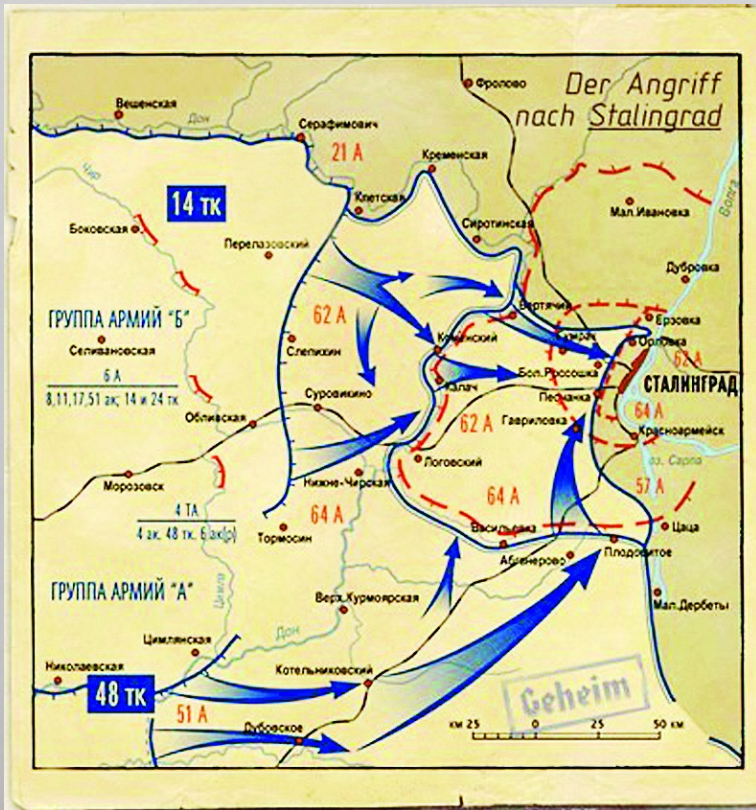 Der Angriff
nach Stalingrad
Фролово
Вешенская
Дон
Серафимович
21 А
Кременская
Волга
14 ТК
Клетская
Мал.Ивановка
Боковская
Чир
Сиротинская
Перелазовский
Дубровка
ГРУППА АРМИЙ "Б"
62 А
Вертячий
Ерзовка
Селивановская
Слепихин
Орловка
6 А
62 А
8,11,17,51 ак; 14 и 24 тк
Бол.Россошка
СТАЛИНГРАД
Калач
Песчанка
Суровикино
64 А
Обливская
62 А
Гавриловка
Красноармейск
Логовский
оз. Сарпа
Морозовск
Нижне-Чирская
57 А
4 ТА
64 А
64 А
4 ак. 48 тк. 6 ак(р)
Тормосин
Васильевка
Цаца
Абганерово
Плодовитое
ГРУППА АРМИЙ "А"
Цимла
Верх.Курмоярская
Мал.Дербеты
Дон
Цимлянская
Николаевская
Котельниковский
48 ТК
Geheim
51 А
Дубовское
км 25 0 25 50 км